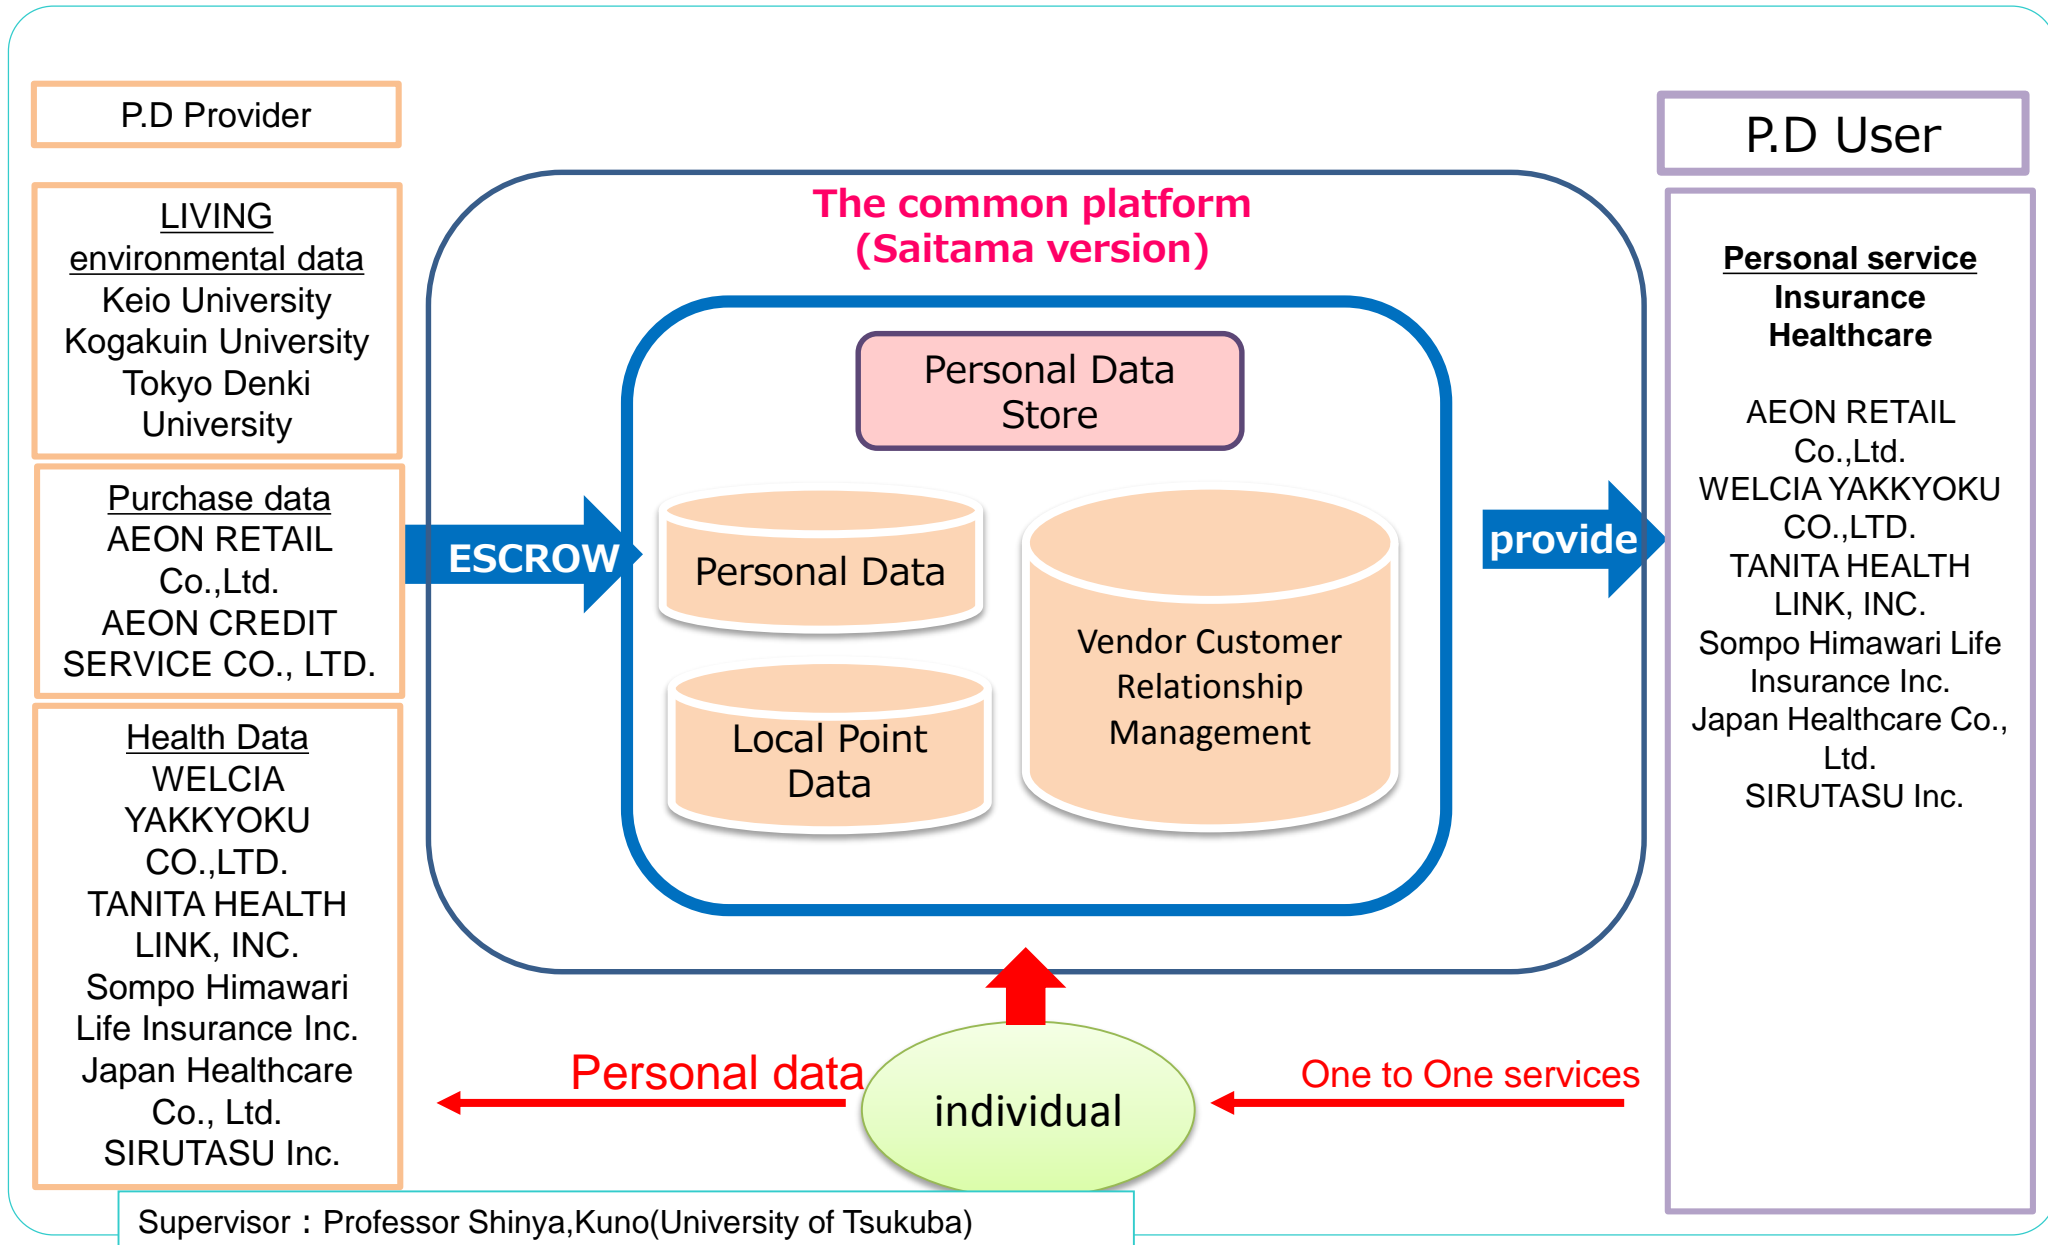 P.D Provider
LIVING
environmental data
Keio University
Kogakuin University
Tokyo Denki
University
Purchase data
AEON RETAIL
Co.,Ltd.
AEON CREDIT
SERVICE CO., LTD.
Health Data
WELCIA
YAKKYOKU
CO.,LTD.
TANITA HEALTH
LINK, INC.
Sompo Himawari
Life Insurance Inc.
Japan Healthcare
Co., Ltd.
SIRUTASU Inc.
ESCROW
The common platform
(Saitama version)
Personal Data
Store
Personal Data
Local Point
Data
Vendor Customer
Relationship
Management
provide
P.D User
Personal service
Insurance
Healthcare
AEON RETAIL
Co.,Ltd.
WELCIA YAKKYOKU
CO.,LTD.
TANITA HEALTH
LINK, INC.
Sompo Himawari Life
Insurance Inc.
Japan Healthcare Co.,
Ltd.
SIRUTASU Inc.
Personal data
individual
One to One services
Supervisor：Professor Shinya,Kuno(University of Tsukuba)